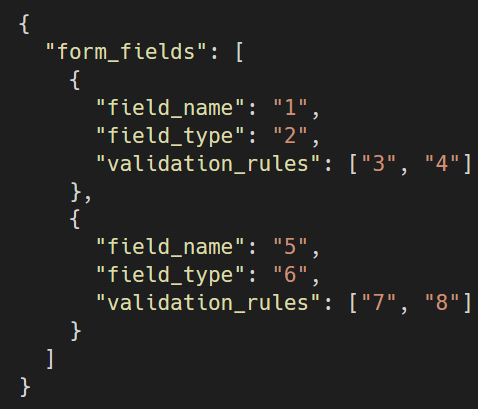 {
  "form_fields": [
    {
      "field_name": "1",
      "field_type": "2",
      "validation_rules": ["3", "4"]
    },
    {
      "field_name": "5",
      "field_type": "6",
      "validation_rules": ["7", "8"]
    }
  ]
}